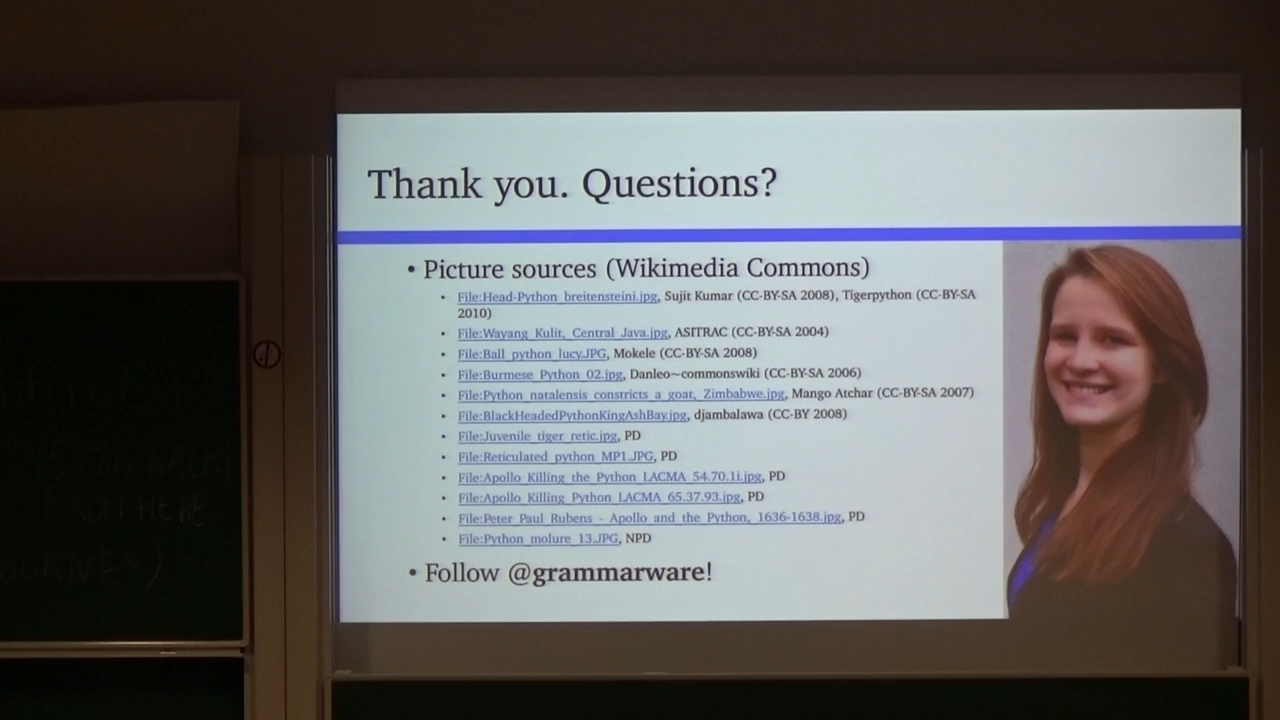 Thank you. Questions?
• Picture sources (Wikimedia Commons)
• File:Head-Python_breitensteini.jpg, Sujit Kumar (CC-BY-SA 2008), Tigerpython (CC-BY-SA
2010)
• File:Wayang_Kulit,_Central_Java.jpg, ASITRAC (CC-BY-SA 2004)
• File:Ball_python_lucy.JPG, Mokele (CC-BY-SA 2008)
• File:Burmese_Python_02.jpg, Danleo~commonswiki (CC-BY-SA 2006)
• File:Python_natalensis_constricts_a_goat,_Zimbabwe.jpg, Mango Atchar (CC-BY-SA 2007)
• File:BlackHeadedPythonKingAshBay.jpg, djambalawa (CC-BY 2008)
• File:Juvenile_tiger_retic.jpg, PD
• File:Reticulated_python_MP1.JPG, PD
• File:Apollo_Killing_the_Python_LACMA_54.70.1i.jpg, PD
• File:Apollo_Killing_Python_LACMA_65.37.93.jpg, PD
• File:Peter_Paul_Rubens_-_Apollo_and_the_Python,_1636-1638.jpg, PD
• File:Python_molure_13.JPG, NPD
• Follow @grammarware!
WALK
FROM HERE